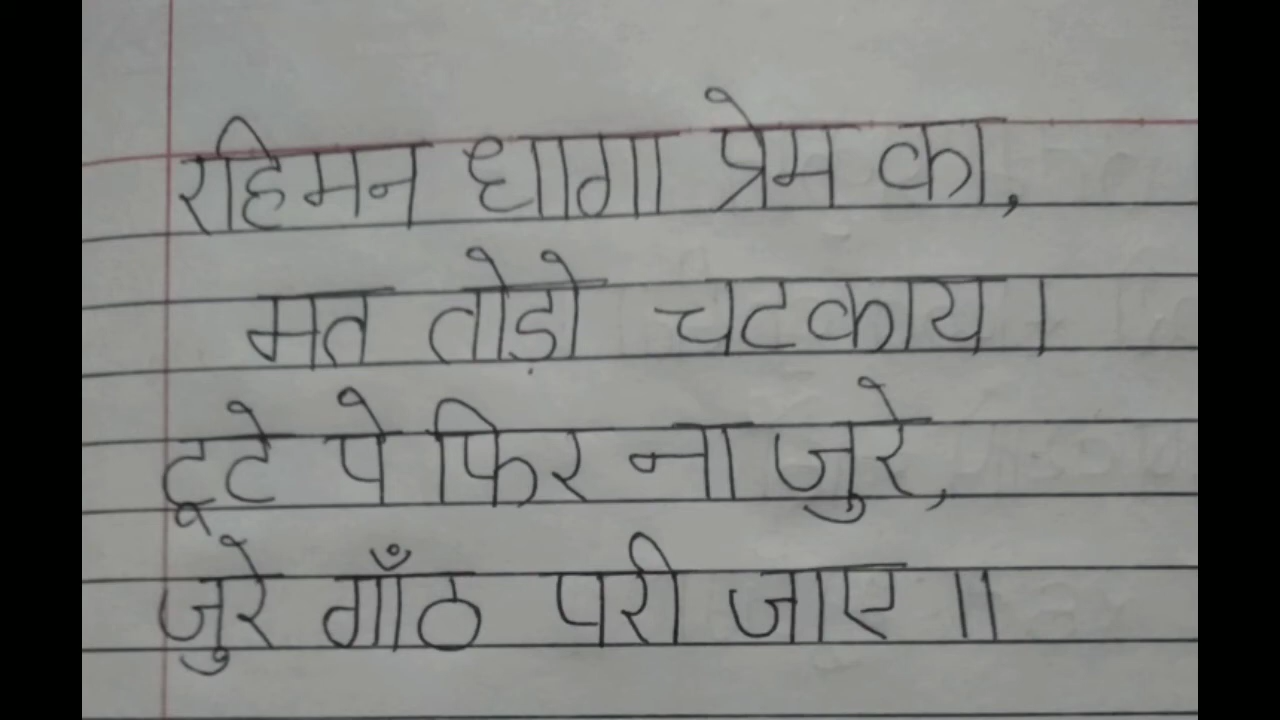 रहिमन धागा प्रेम का,
मत तोड़ो चटकाय ।
टूटे पे फिर ना जुरे,
जुरे गाँठ परी जाए ॥